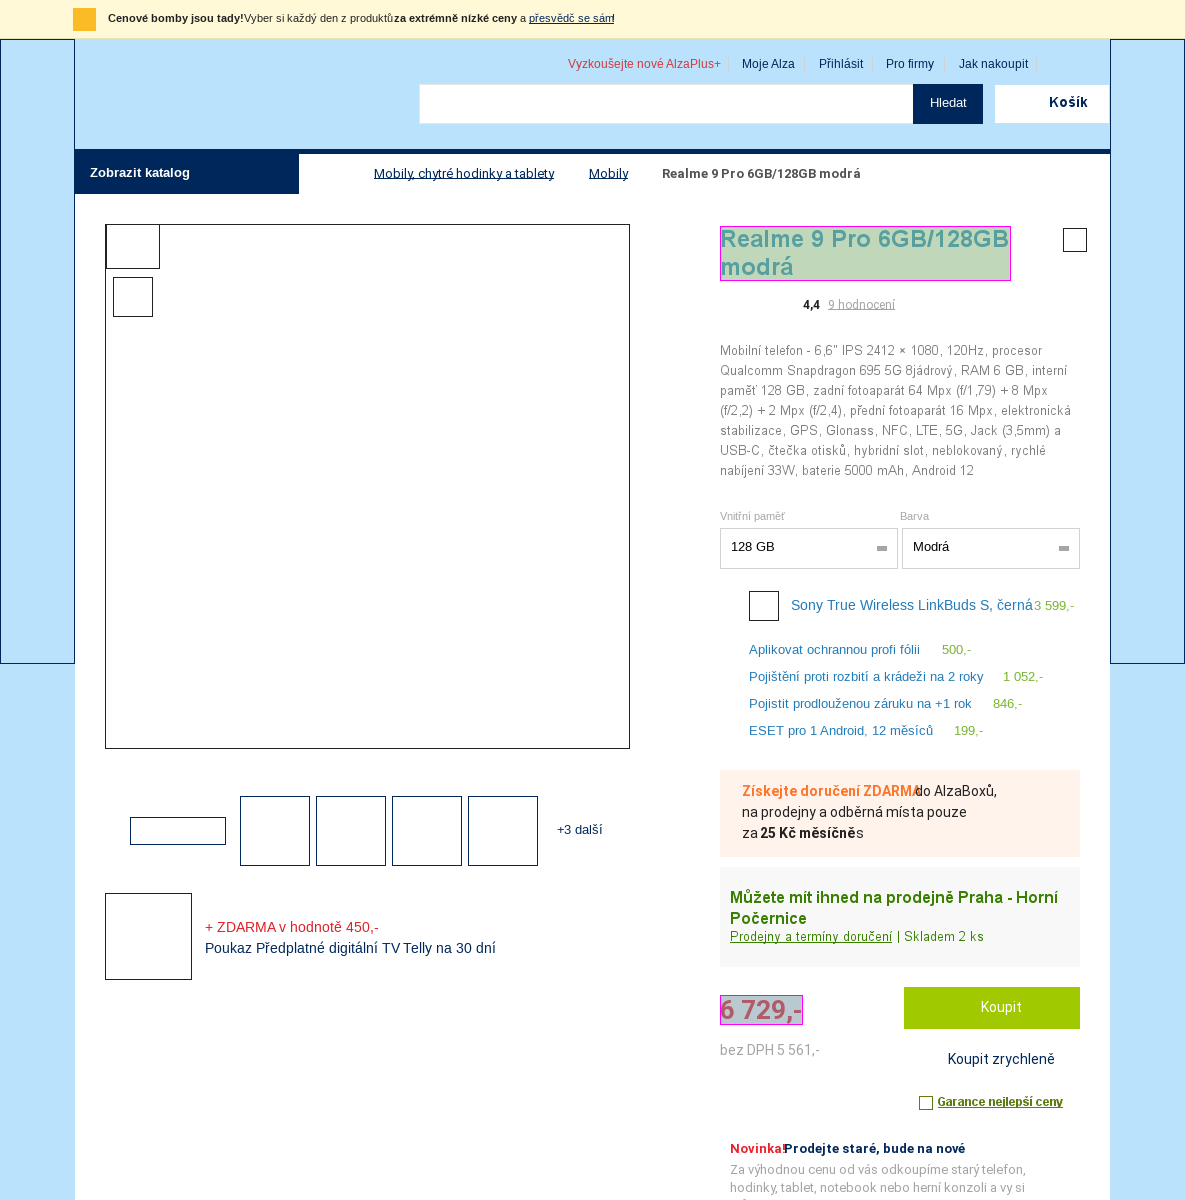 Cenové bomby jsou tady! Vyber si každý den z produktů za extrémně nízké ceny a přesvědč se sám!
Vyzkoušejte nové AlzaPlus+ Moje Alza Přihlásit Pro firmy Jak nakoupit
Hledat Košík
Zobrazit katalog Mobily, chytré hodinky a tablety Mobily Realme 9 Pro 6GB/128GB modrá
Realme 9 Pro 6GB/128GB
modrá
4,4 9 hodnocení
Mobilní telefon - 6,6" IPS 2412 × 1080, 120Hz, procesor
Qualcomm Snapdragon 695 5G 8jádrový, RAM 6 GB, interní
paměť 128 GB, zadní fotoaparát 64 Mpx (f/1,79) + 8 Mpx
(f/2,2) + 2 Mpx (f/2,4), přední fotoaparát 16 Mpx, elektronická
stabilizace, GPS, Glonass, NFC, LTE, 5G, Jack (3,5mm) a
USB-C, čtečka otisků, hybridní slot, neblokovaný, rychlé
nabíjení 33W, baterie 5000 mAh, Android 12
Vnitřní paměť Barva
128 GB Modrá
Sony True Wireless LinkBuds S, černá 3 599,-
Aplikovat ochrannou profi fólii 500,-
Pojištění proti rozbití a krádeži na 2 roky 1 052,-
Pojistit prodlouženou záruku na +1 rok 846,-
ESET pro 1 Android, 12 měsíců 199,-
Získejte doručení ZDARMA do AlzaBoxů,
na prodejny a odběrná místa pouze
za 25 Kč měsíčně s
+3 další
Můžete mít ihned na prodejně Praha - Horní
Počernice
Prodejny a termíny doručení | Skladem 2 ks
+ ZDARMA v hodnotě 450,-
Poukaz Předplatné digitální TV Telly na 30 dní
6 729,- Koupit
bez DPH 5 561,-
Koupit zrychleně
Garance nejlepší ceny
Novinka! Prodejte staré, bude na nové
Za výhodnou cenu od vás odkoupíme starý telefon,
hodinky, tablet, notebook nebo herní konzoli a vy si